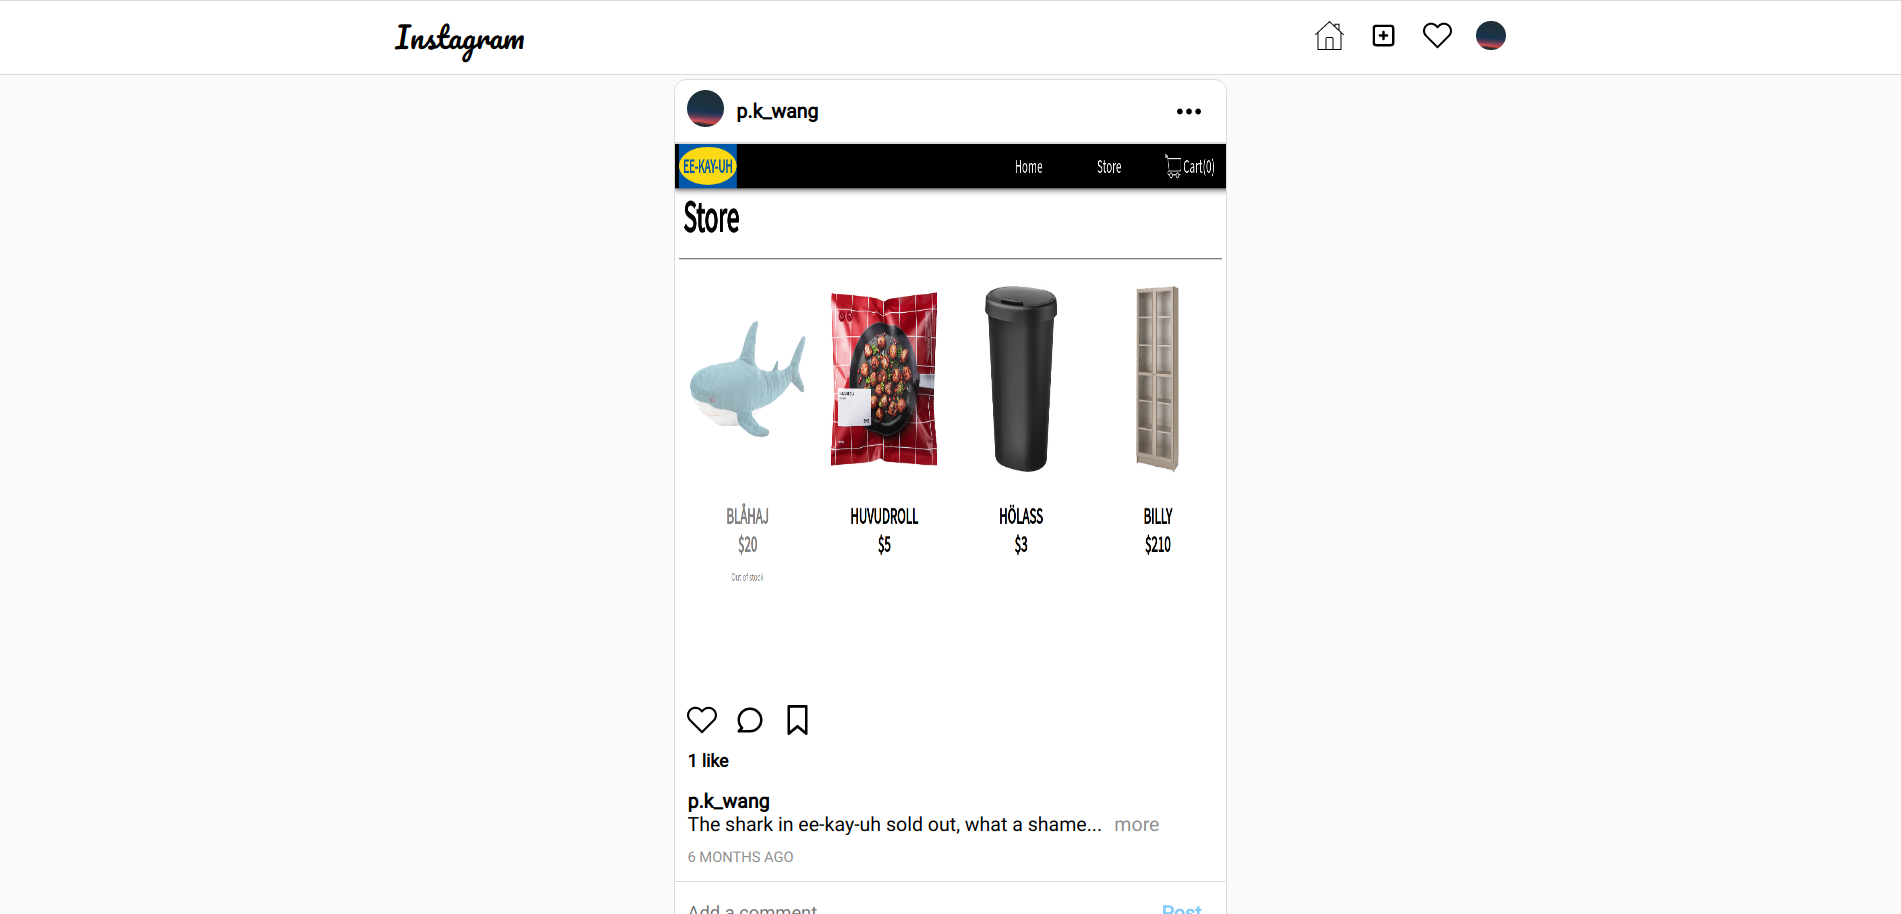 Instagram
p.k_wang
EE-KAY-UH
Home Store Cart(0)
Store
BLÅHAJ HUVUDROLL HÖLASS BILLY
$20 $5 $3 $210
Out of stock
1 like
p.k_wang
The shark in ee-kay-uh sold out, what a shame... more
6 MONTHS AGO
Add a comment Post